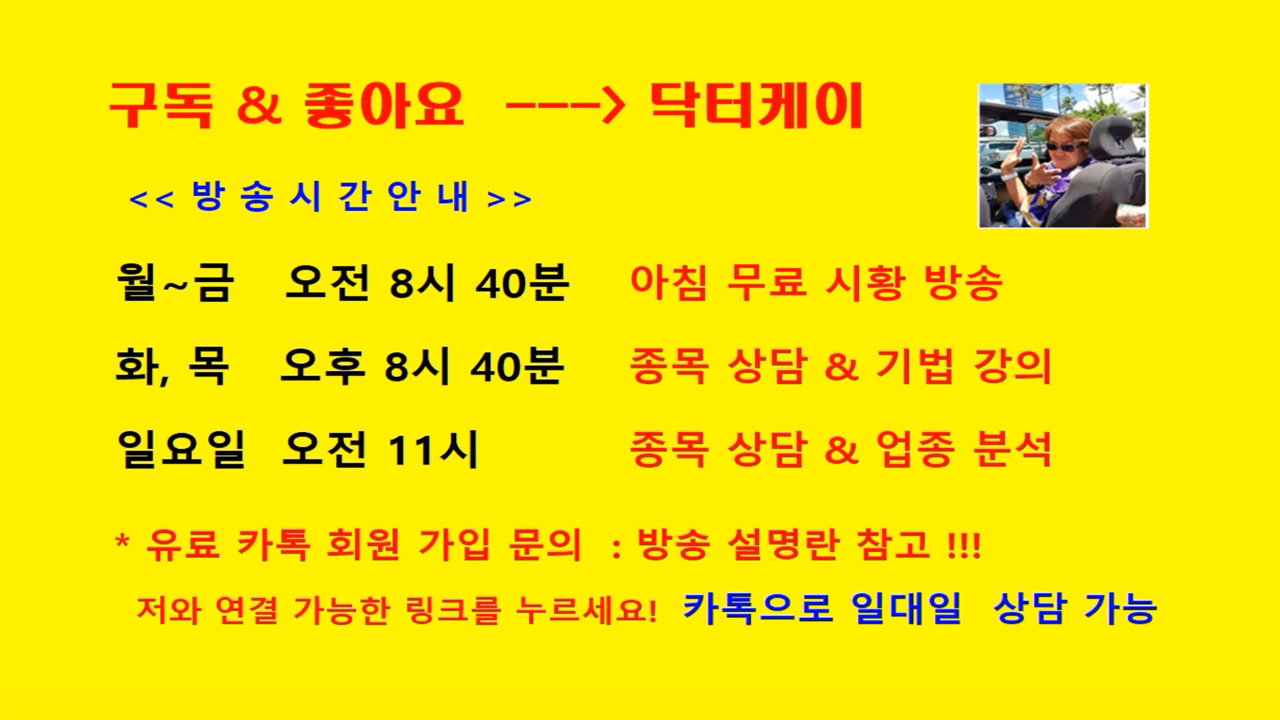 구독 & 좋아요 ---> 닥터케이
<< 방 송 시 간 안 내 >>
월~금 오전 8시 40분 아침 무료 시황 방송
화, 목 오후 8시 40분 종목 상담 & 기법 강의
일요일 오전 11시 종목 상담 & 업종 분석
* 유료 카톡 회원 가입 문의 : 방송 설명란 참고 !!!
저와 연결 가능한 링크를 누르세요! 카톡으로 일대일 상담 가능